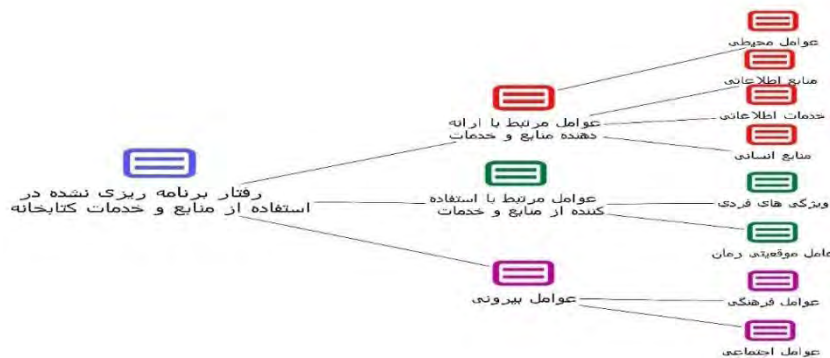 رفتار برنامه ریزی نشده در
استفاده از منابع و خدمات کتابخانه
عوامل مرتبط با ارائه
دهنده منابع و خدمات
عوامل محیطی
منابع اطلاعاتی
خدمات اطلاعاتی
منابع انسانی
عوامل مرتبط با استفاده
کننده از منابع و خدمات
ویژگی های فردی
عامل موقعیتی زمان
عوامل بیرونی
عوامل فرهنگی
عوامل اجتماعی